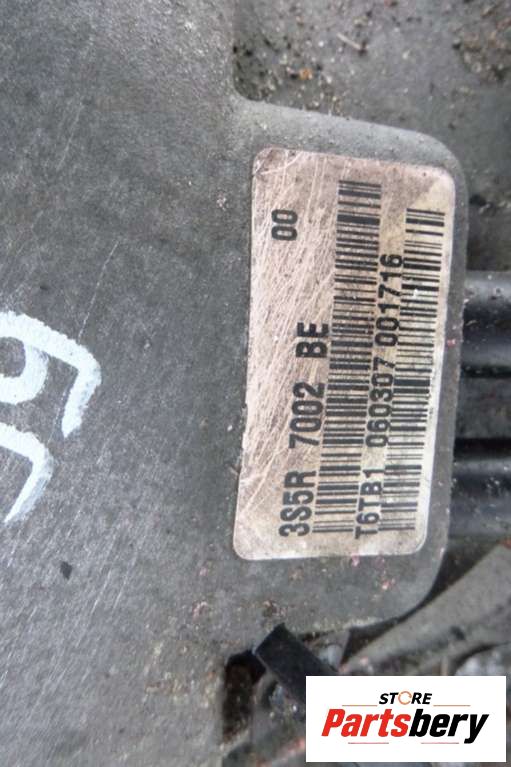 00
3S5R 7002 BE
T6TB1 060307 001716
STORE
Partsbery